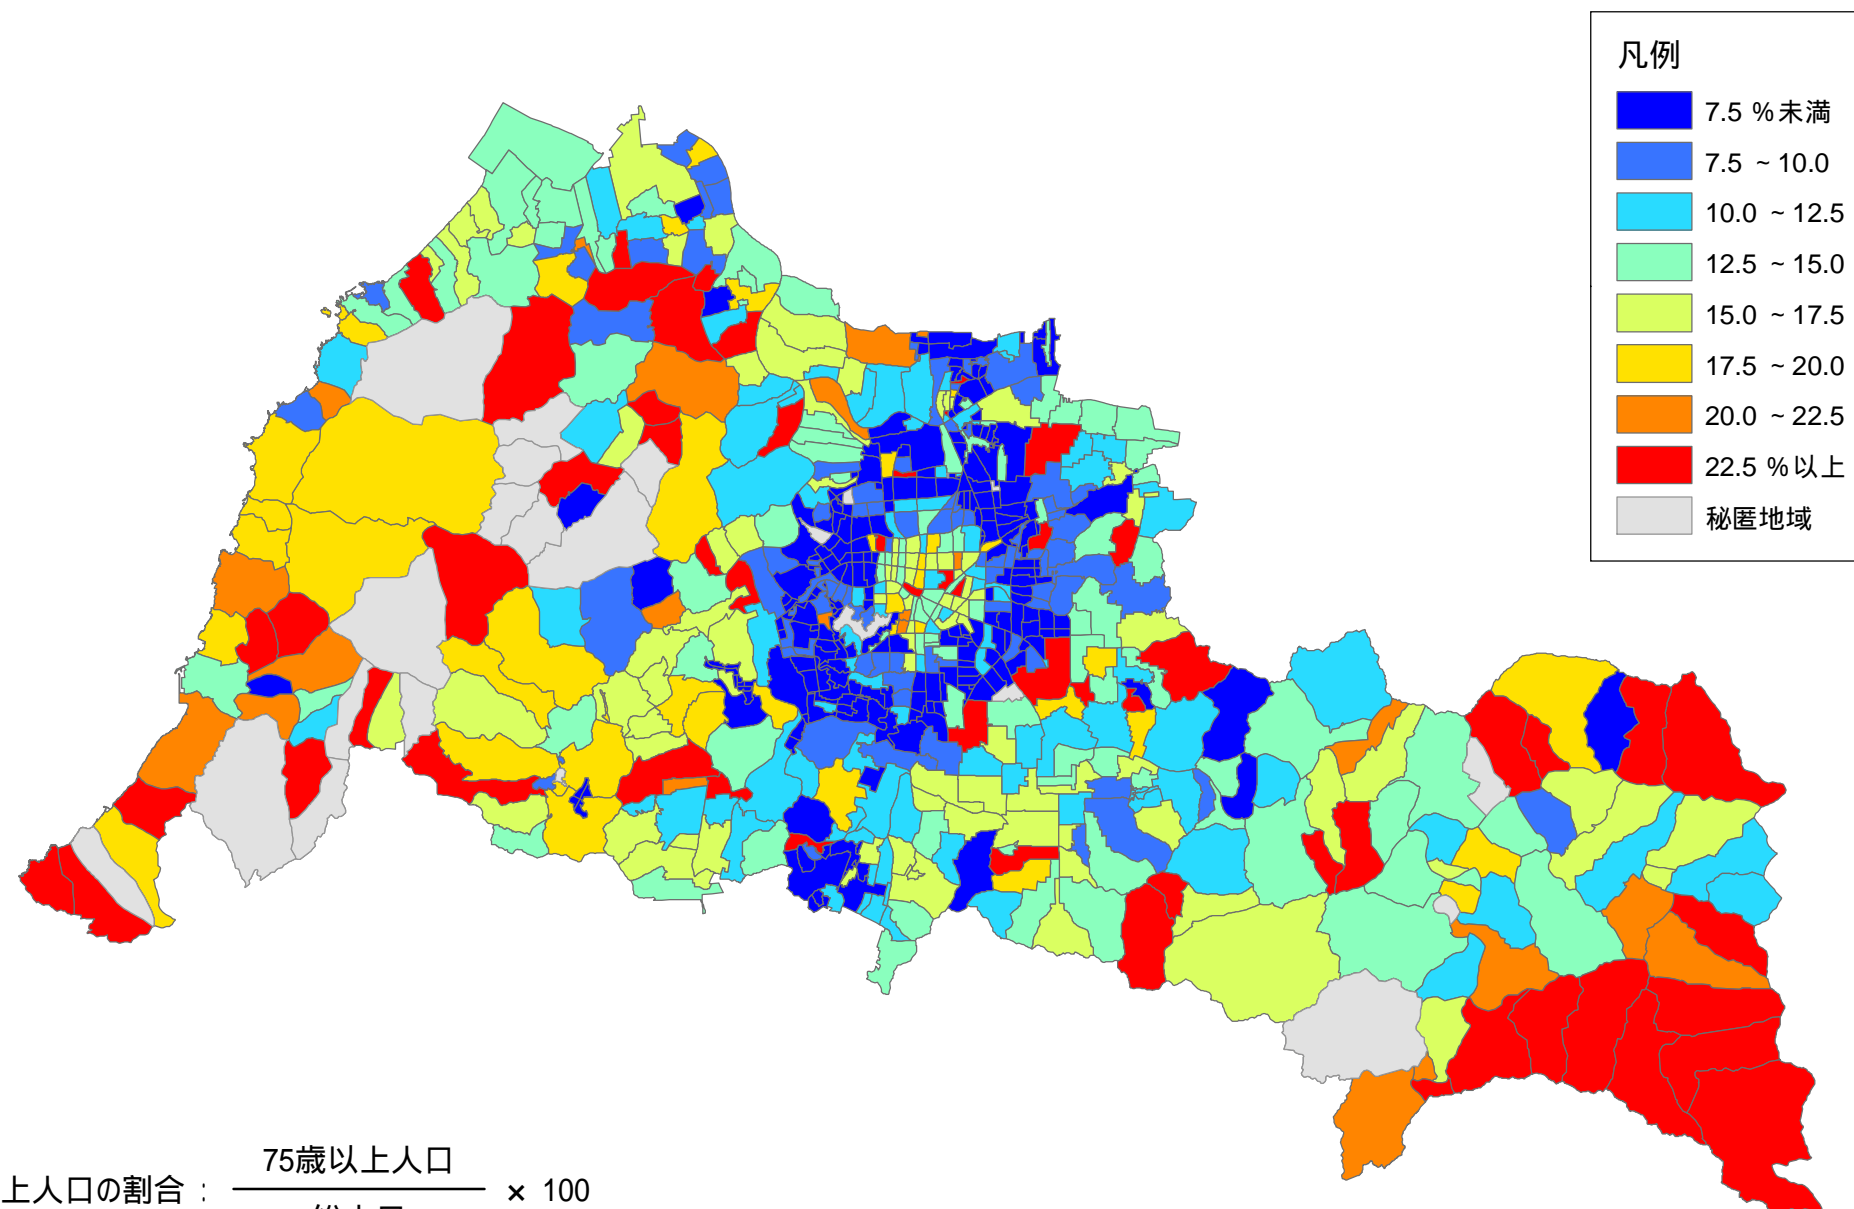 凡例
7.5 %未満
7.5 ~ 10.0
10.0 ~ 12.5
12.5 ~ 15.0
15.0 ~ 17.5
17.5 ~ 20.0
20.0 ~ 22.5
22.5 %以上
秘匿地域
75歳以上人口
上人口の割合 : × 100